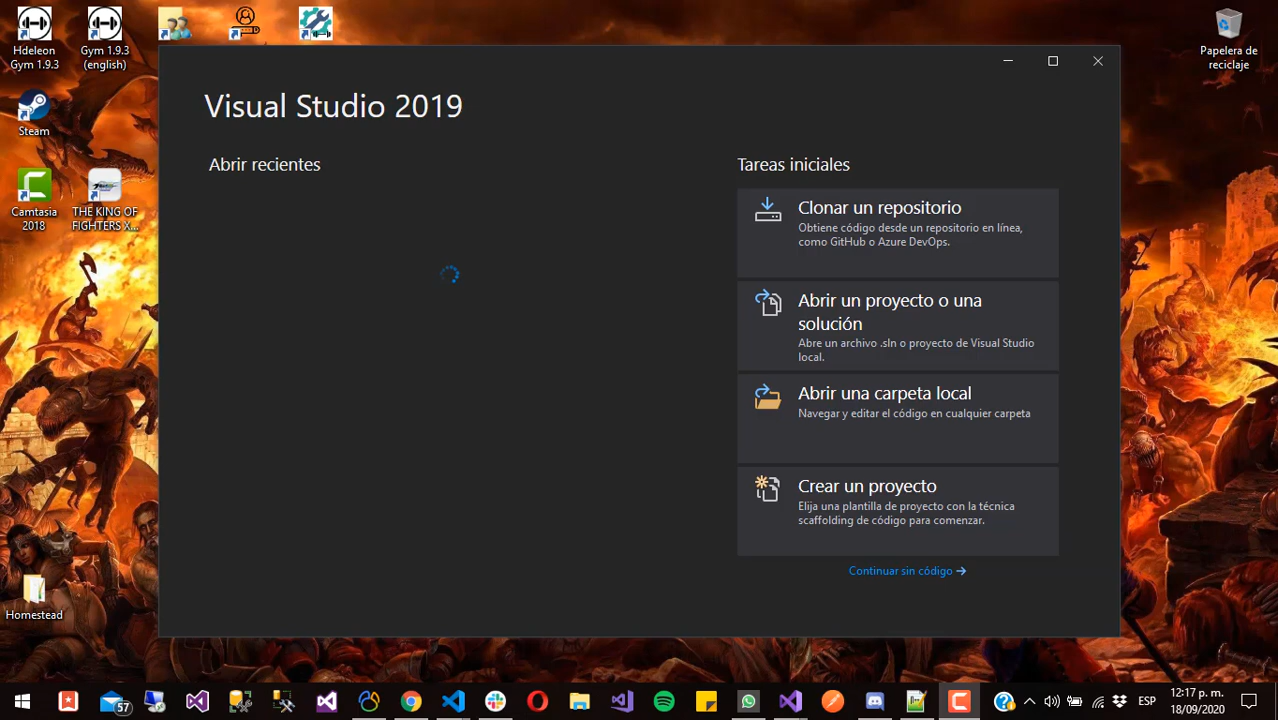 Hdeleon
Gym 1.9.3
Gym 1.9.3
(english)
Steam
Camtasia
2018
THE KING OF
FIGHTERS X...
Homestead
Papelera de
reciclaje
Visual Studio 2019
Abrir recientes
Tareas iniciales
Clonar un repositorio
Obtiene código desde un repositorio en línea,
como GitHub o Azure DevOps.
Abrir un proyecto o una
solución
Abre un archivo .sln o proyecto de Visual Studio
local.
Abrir una carpeta local
Navegar y editar el código en cualquier carpeta
Crear un proyecto
Elija una plantilla de proyecto con la técnica
scaffolding de código para comenzar.
Continuar sin código →
57
ESP
12:17 p. m.
18/09/2020